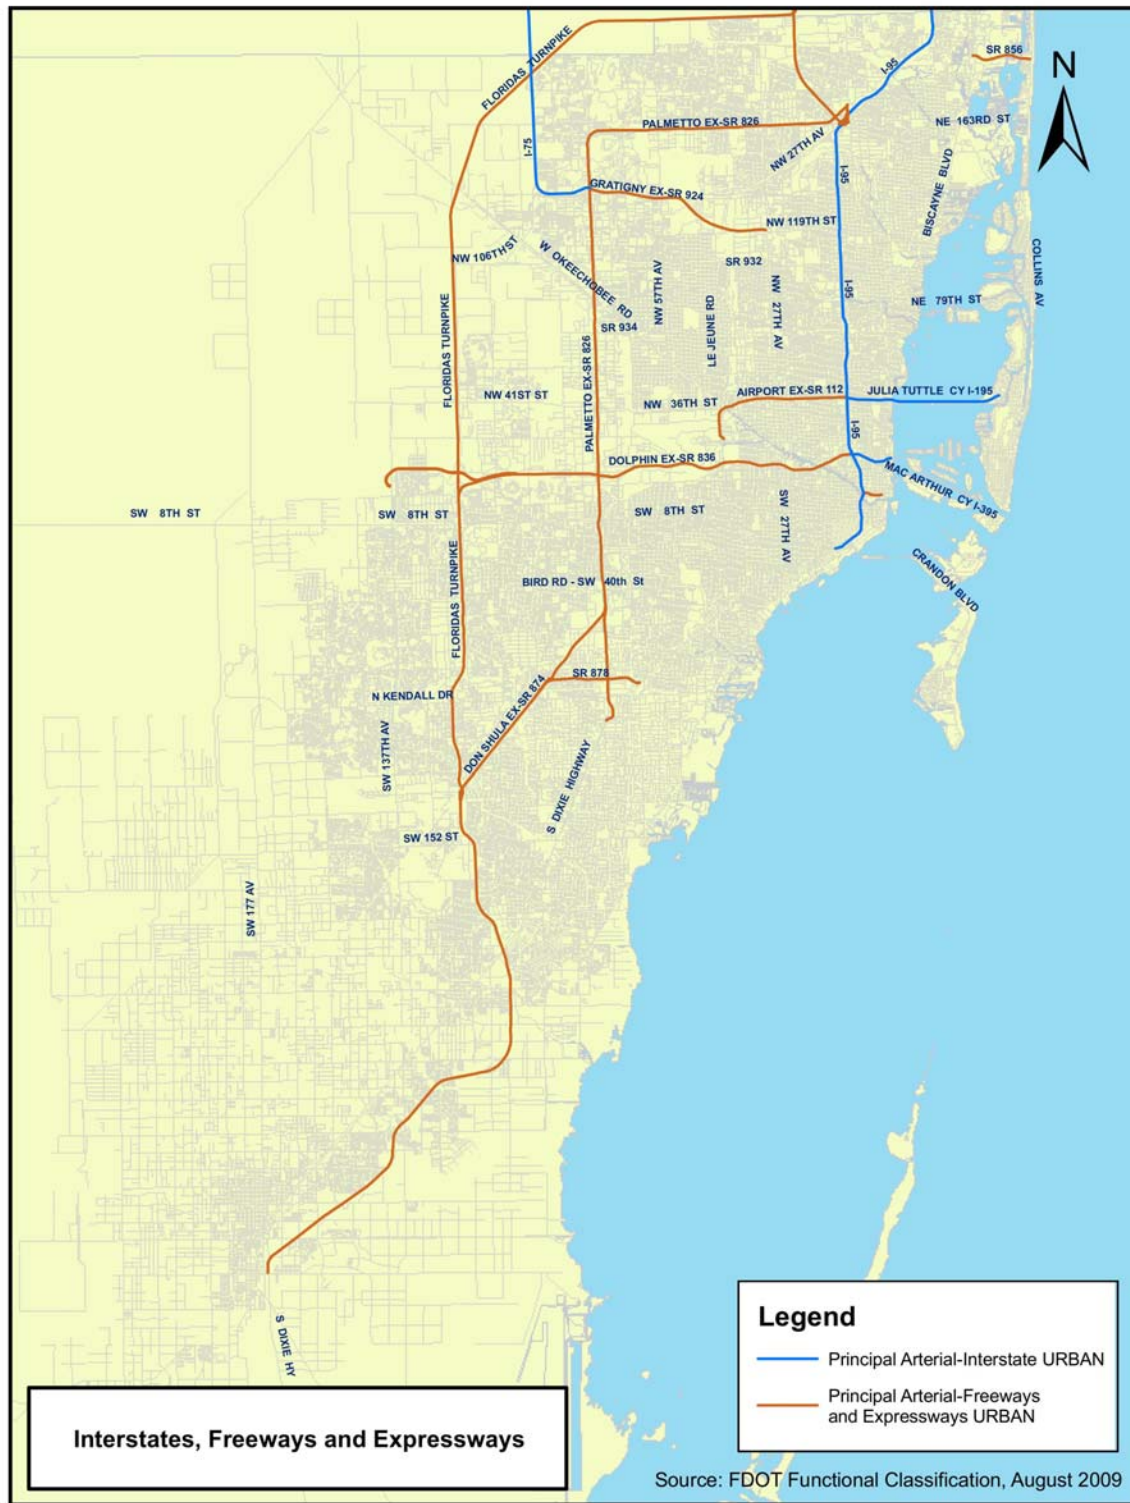 FLORIDAS TURNPIKE
I-95
SR 856
N
I-75
PALMETTO EX-SR 826
NW 27TH AV
NE 163RD ST
I-95
BISCAYNE BLVD
GRATIGNY EX-SR 924
NW 119TH ST
NW 106TH ST
W OKEECHOBEE RD
SR 932
COLLINS AV
NW 57TH AV
LE JEUNE RD
NW 27TH AV
I-95
NE 79TH ST
FLORIDAS TURNPIKE
SR 934
PALMETTO EX-SR 826
NW 41ST ST
NW 36TH ST
AIRPORT EX-SR 112
JULIA TUTTLE CY I-195
I-95
DOLPHIN EX-SR 836
MAC ARTHUR CY I-395
SW 8TH ST
SW 8TH ST
SW 8TH ST
SW 27TH AV
FLORIDAS TURNPIKE
BIRD RD - SW 40th St
CRANDON BLVD
SR 878
N KENDALL DR
DON SHULA EX-SR 874
SW 137TH AV
S DIXIE HIGHWAY
SW 152 ST
SW 177 AV
S DIXIE HY
Legend
Principal Arterial-Interstate URBAN
Principal Arterial-Freeways
and Expressways URBAN
Interstates, Freeways and Expressways
Source: FDOT Functional Classification, August 2009